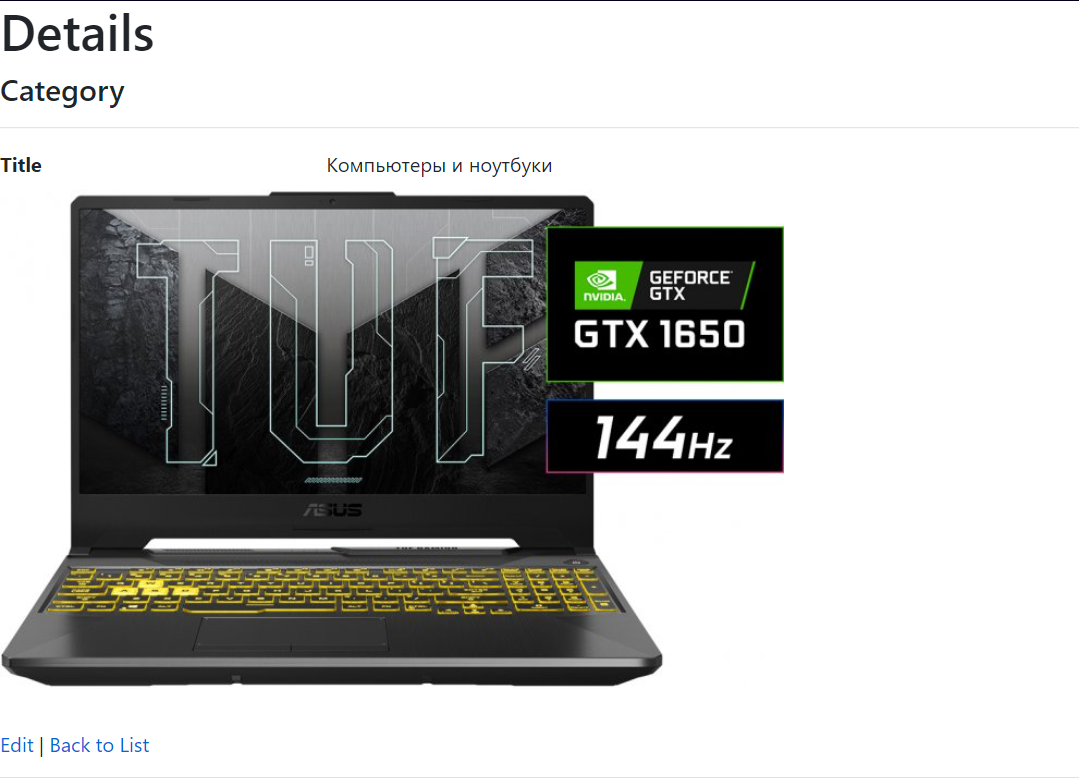 Details
Category
Title Компьютеры и ноутбуки
TUF
NVIDIA. GEFORCE
GTX
GTX 1650
144Hz
ASUS
Edit | Back to List